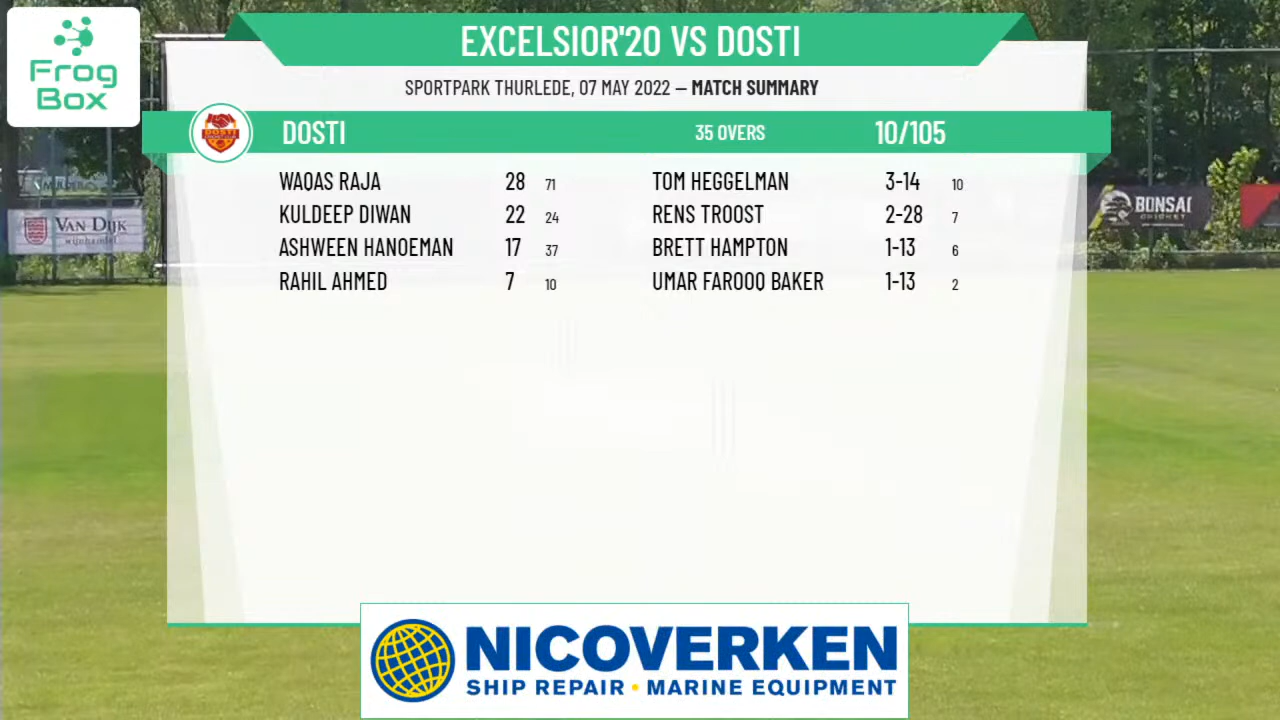 Frog
Box
EXCELSIOR'20 VS DOSTI
SPORTPARK THURLEDE, 07 MAY 2022 – MATCH SUMMARY
DOSTI
DOSTI 35 OVERS 10/105
WAQAS RAJA 28 71 TOM HEGGELMAN 3-14 10
KULDEEP DIWAN 22 24 RENS TROOST 2-28 7
ASHWEEN HANOEMAN 17 37 BRETT HAMPTON 1-13 6
RAHIL AHMED 7 10 UMAR FAROOQ BAKER 1-13 2
VAN DIJK
wijnhandel
BONSAI
CRICKET
NICOVERKEN
SHIP REPAIR • MARINE EQUIPMENT